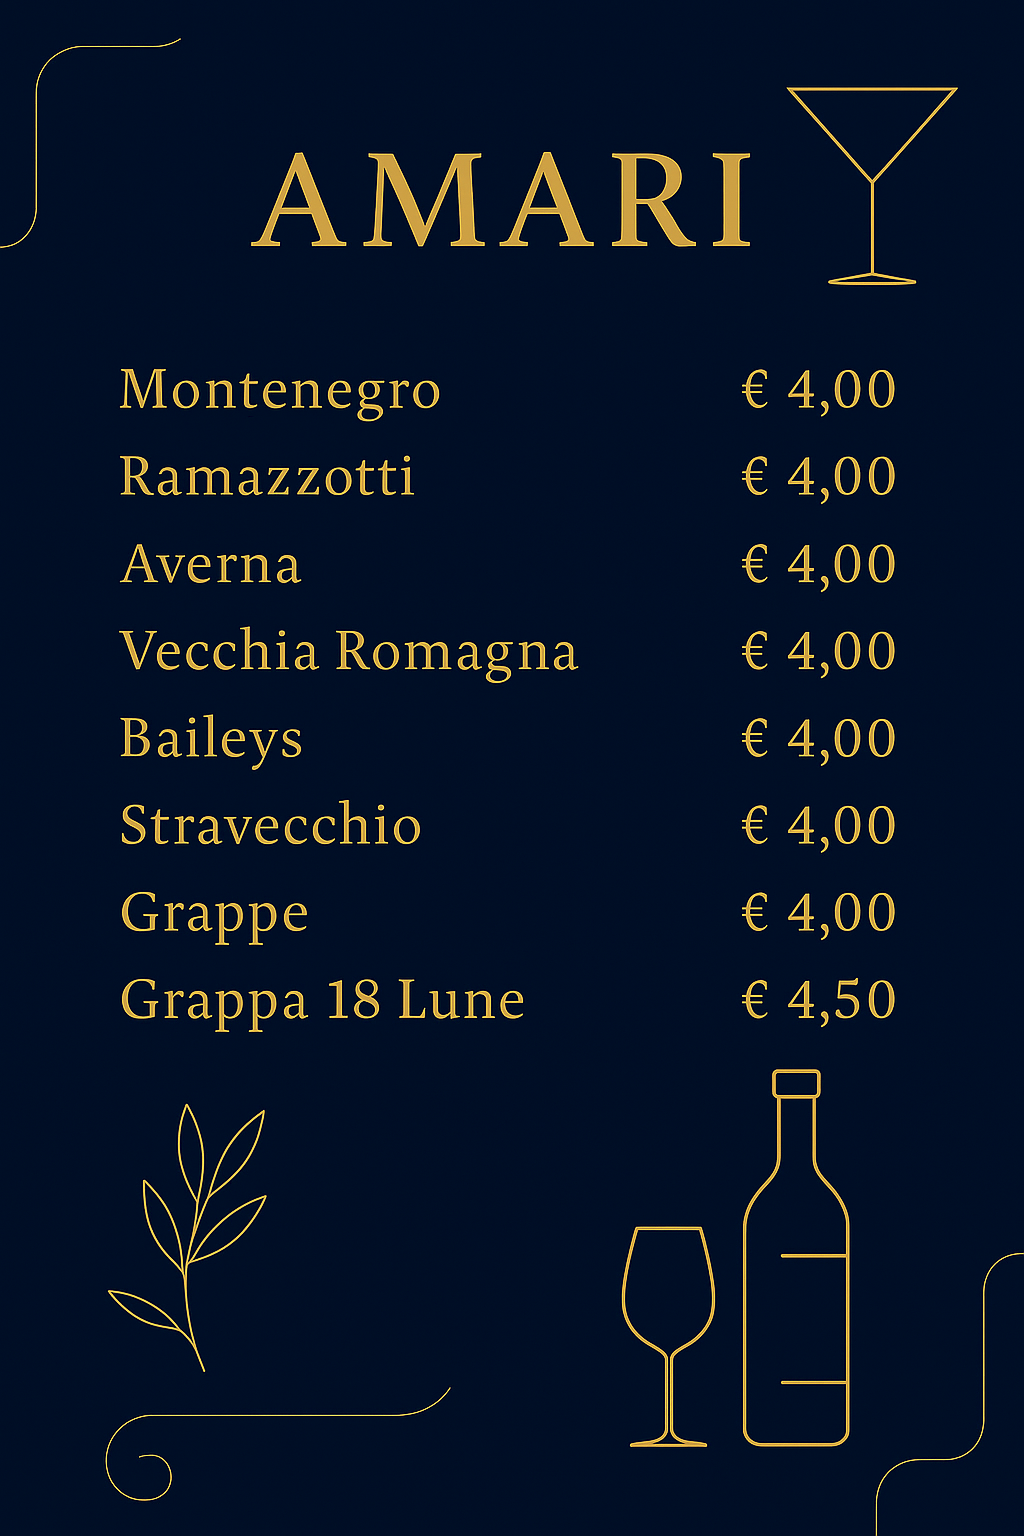 AMARI
Montenegro € 4,00
Ramazzotti € 4,00
Averna € 4,00
Vecchia Romagna € 4,00
Baileys € 4,00
Stravecchio € 4,00
Grappe € 4,00
Grappa 18 Lune € 4,50